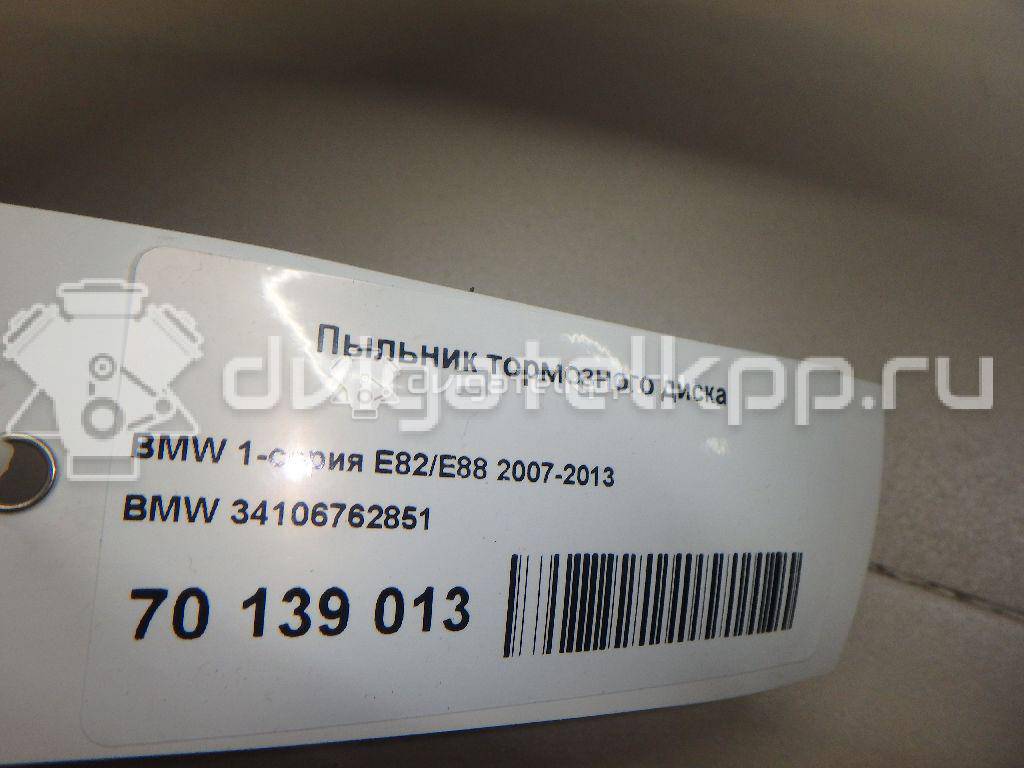 Пыльник тормозного диска
dvigatelkpp.ru
BMW 1-серия E82/E88 2007-2013
BMW 34106762851
70 139 013